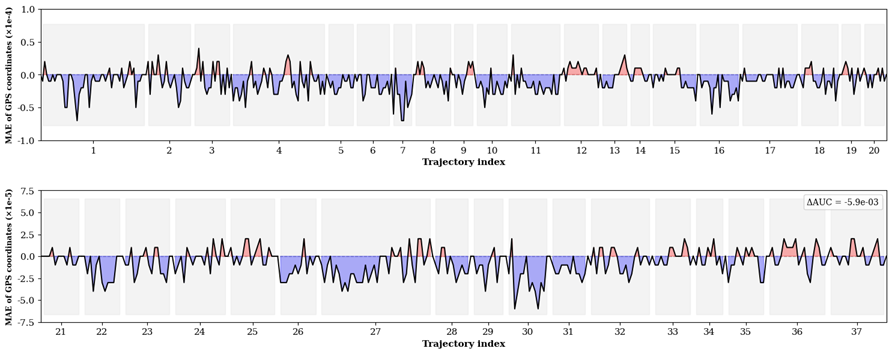 MAE of GPS coordinates (×1e-4)
1.0
0.5
0.0
-0.5
-1.0
1 2 3 4 5 6 7 8 9 10 11 12 13 14 15 16 17 18 19 20
Trajectory index
MAE of GPS coordinates (×1e-5)
7.5
5.0
2.5
0.0
-2.5
-5.0
-7.5
ΔAUC = -5.9e-03
21 22 23 24 25 26 27 28 29 30 31 32 33 34 35 36 37
Trajectory index